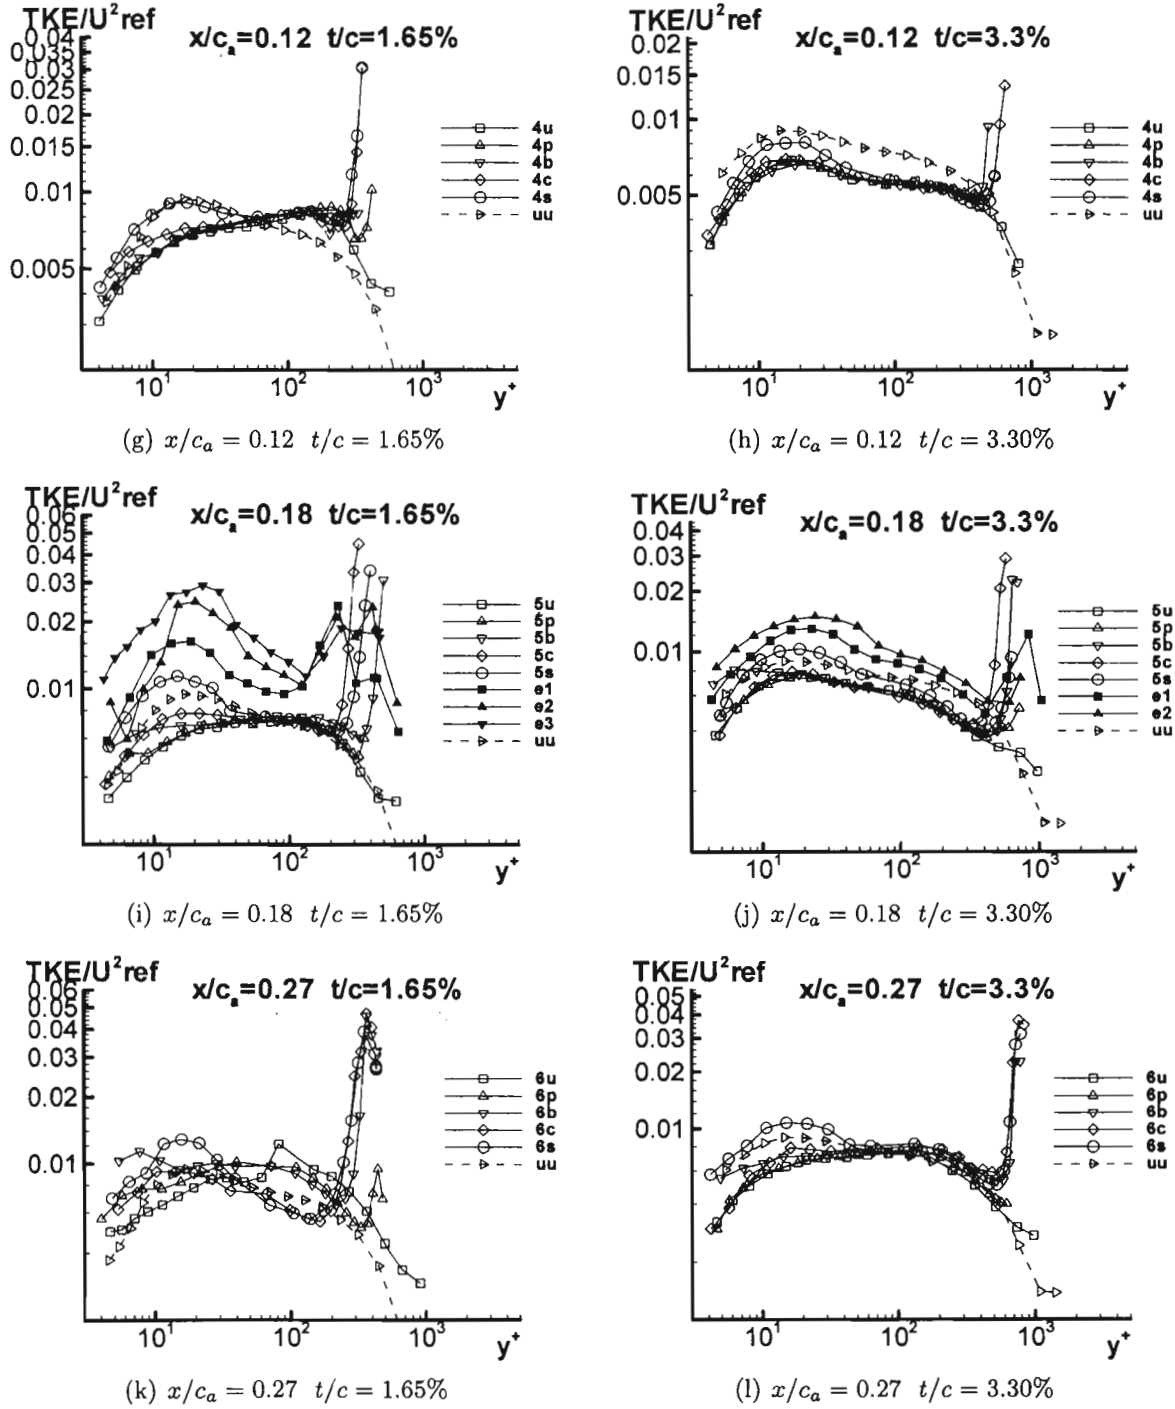 TKE/U²ref
x/cₐ=0.12 t/c=1.65%
0.04
0.035
0.03
0.025
0.02
0.015
0.01
0.005
10¹ 10² 10³
y⁺
4u
4p
4b
4c
4s
uu
(g) x/cₐ = 0.12 t/c = 1.65%
TKE/U²ref
x/cₐ=0.12 t/c=3.3%
0.02
0.015
0.01
0.005
10¹ 10² 10³
y⁺
4u
4p
4b
4c
4s
uu
(h) x/cₐ = 0.12 t/c = 3.30%
TKE/U²ref
x/cₐ=0.18 t/c=1.65%
0.06
0.05
0.04
0.03
0.02
0.01
10¹ 10² 10³
y⁺
5u
5p
5b
5c
5s
e1
e2
e3
uu
(i) x/cₐ = 0.18 t/c = 1.65%
TKE/U²ref
x/cₐ=0.18 t/c=3.3%
0.04
0.03
0.02
0.01
10¹ 10² 10³
y⁺
5u
5p
5b
5c
5s
e1
e2
uu
(j) x/cₐ = 0.18 t/c = 3.30%
TKE/U²ref
x/cₐ=0.27 t/c=1.65%
0.06
0.05
0.04
0.03
0.02
0.01
10¹ 10² 10³
y⁺
6u
6p
6b
6c
6s
uu
(k) x/cₐ = 0.27 t/c = 1.65%
TKE/U²ref
x/cₐ=0.27 t/c=3.3%
0.05
0.04
0.03
0.02
0.01
10¹ 10² 10³
y⁺
6u
6p
6b
6c
6s
uu
(l) x/cₐ = 0.27 t/c = 3.30%